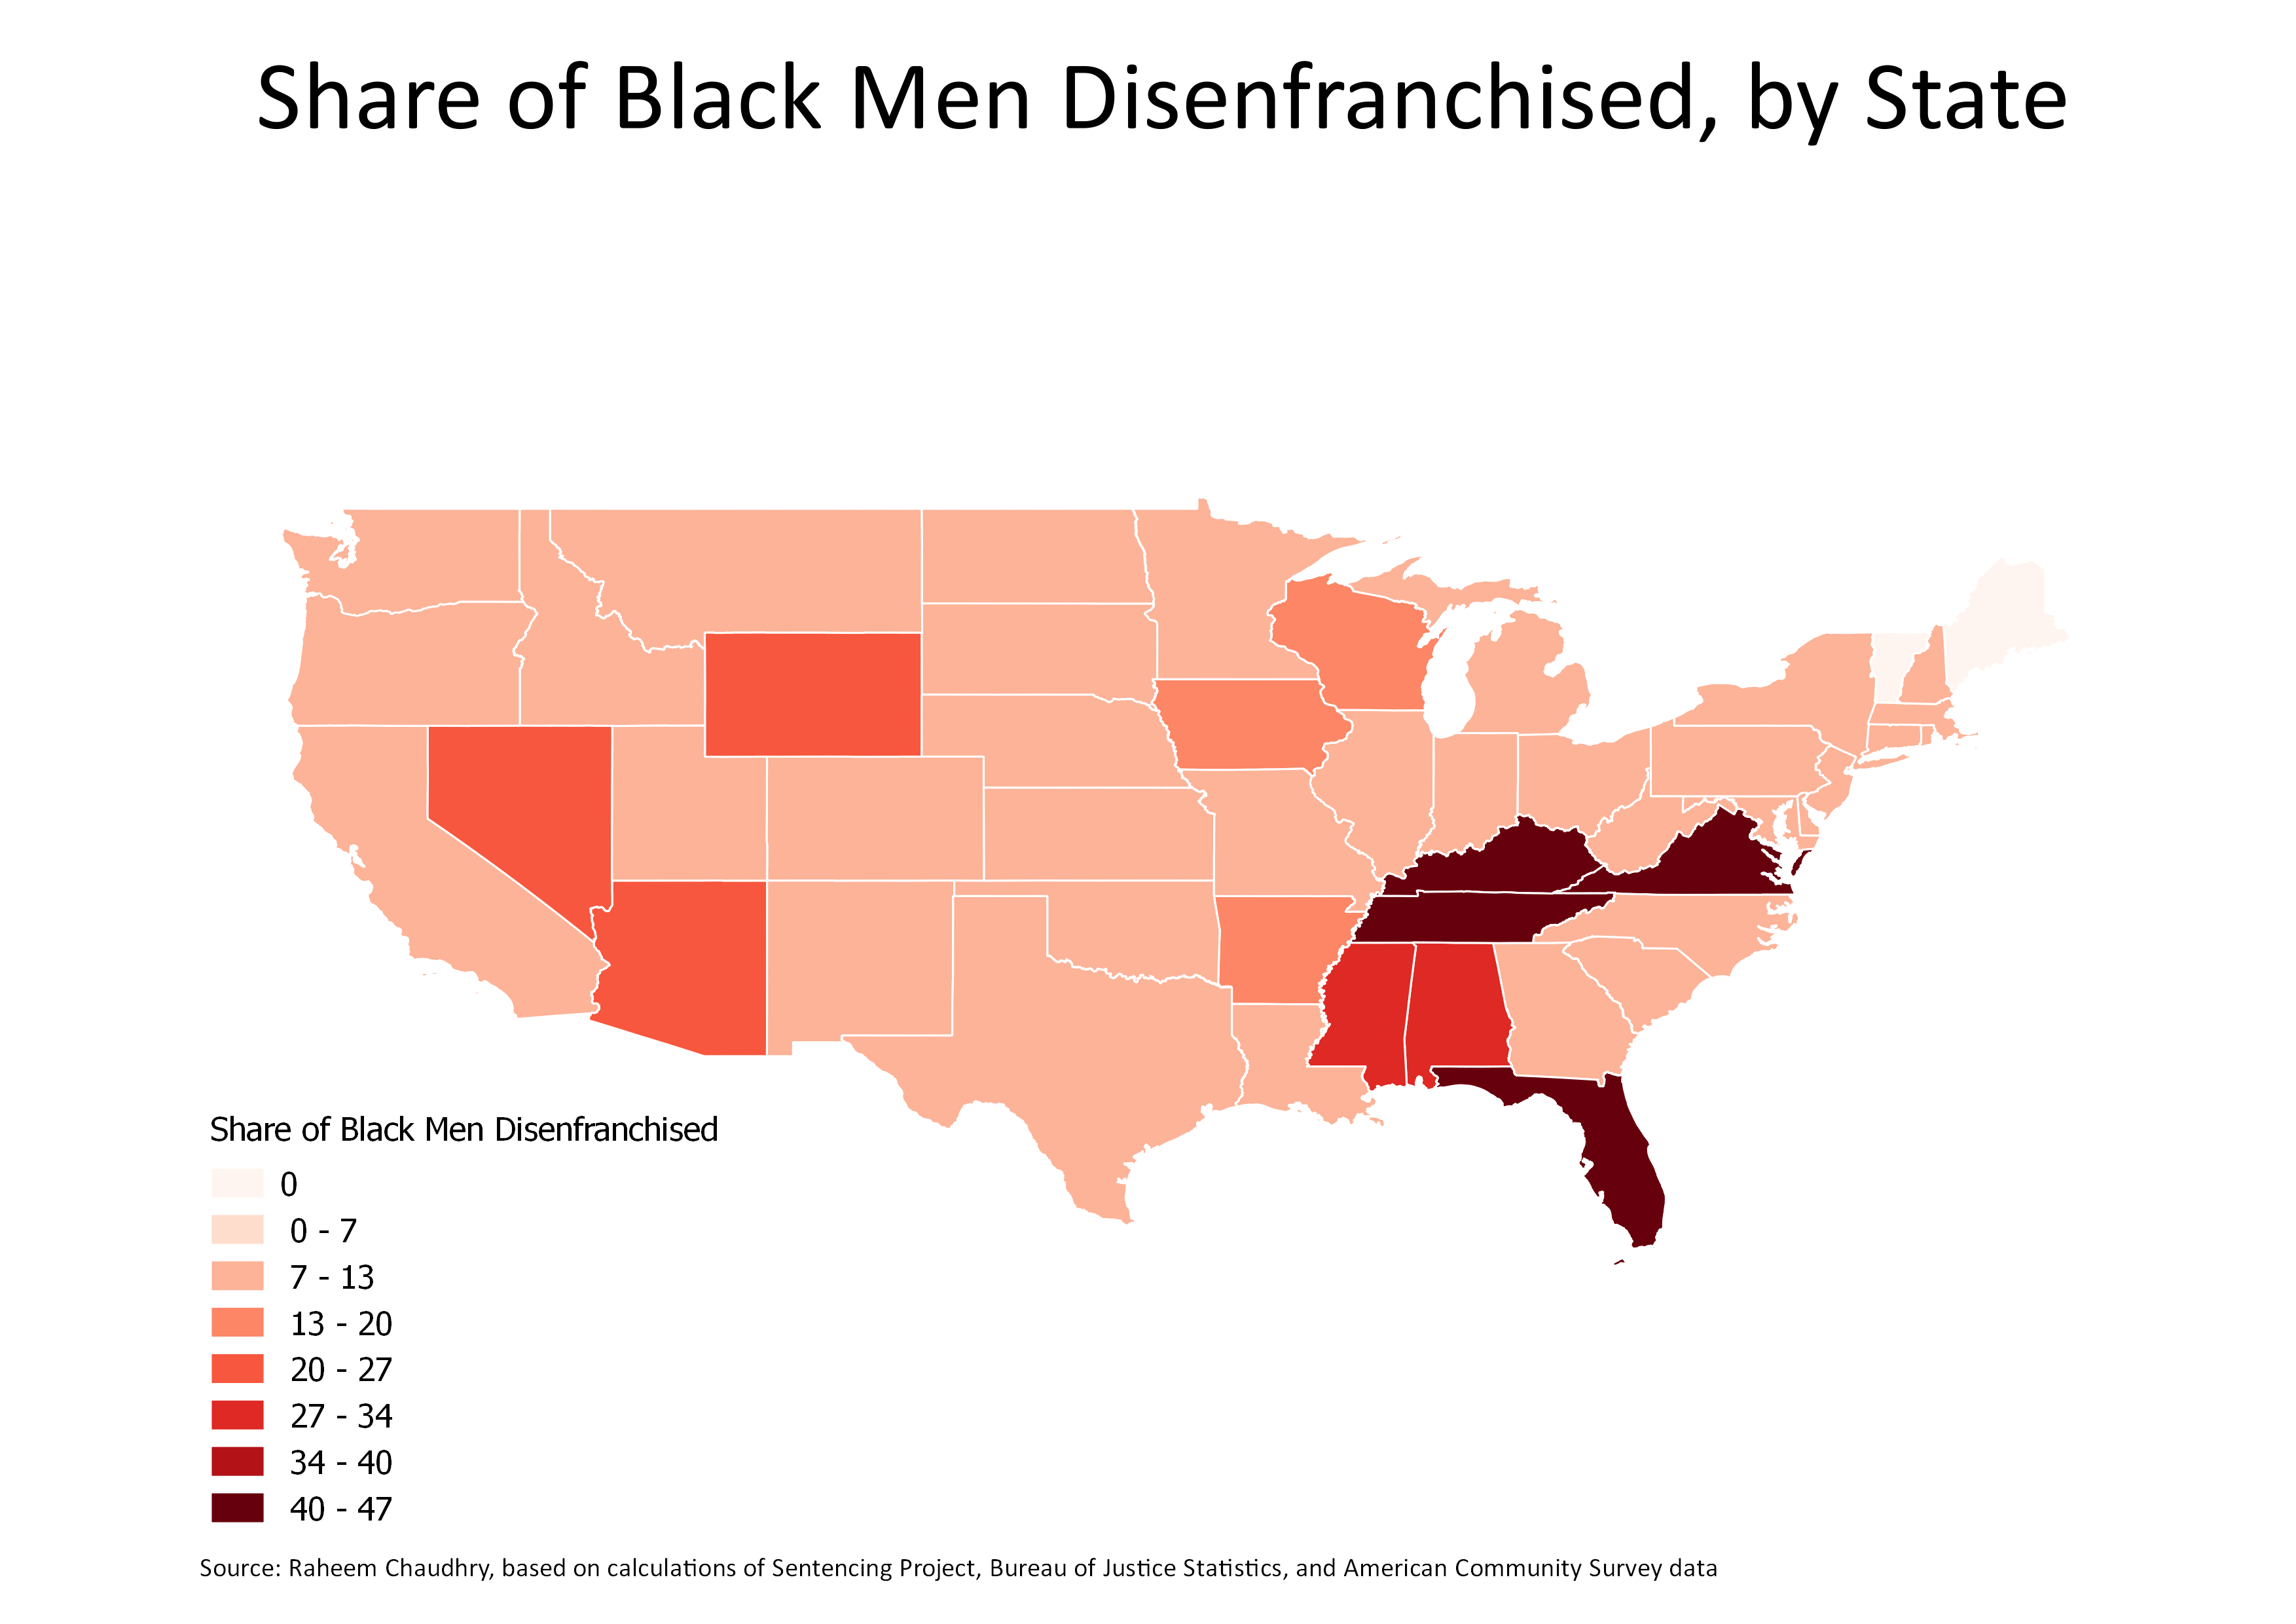 Share of Black Men Disenfranchised, by State
Share of Black Men Disenfranchised
0
0 - 7
7 - 13
13 - 20
20 - 27
27 - 34
34 - 40
40 - 47
Source: Raheem Chaudhry, based on calculations of Sentencing Project, Bureau of Justice Statistics, and American Community Survey data